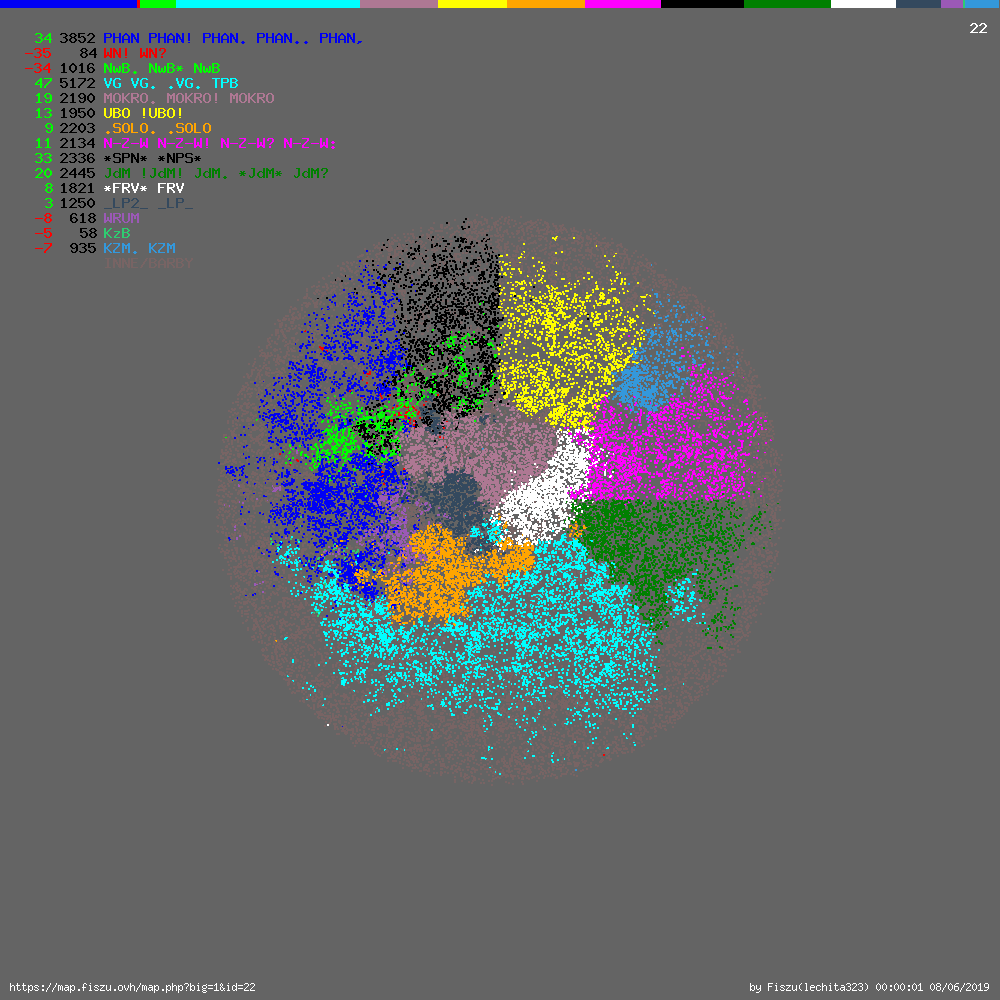 22
34 3852 PHAN PHAN! PHAN. PHAN.. PHAN,
-35 84 WN! WN?
-34 1016 NwB. NwB* NwB
47 5172 VG VG. .VG. TPB
19 2190 MOKRO. MOKRO! MOKRO
13 1950 UBO !UBO!
9 2203 .SOLO. .SOLO
11 2134 N-Z-W N-Z-W! N-Z-W? N-Z-W;
33 2336 *SPN* *NPS*
20 2445 JdM !JdM! JdM. *JdM* JdM?
8 1821 *FRV* FRV
3 1250 _LP2_ _LP_
-8 618 WRUM
-5 58 KzB
-7 935 KZM. KZM
INNE/BARBY
https://map.fiszu.ovh/map.php?big=1&id=22
by Fiszu(lechita323) 00:00:01 08/06/2019